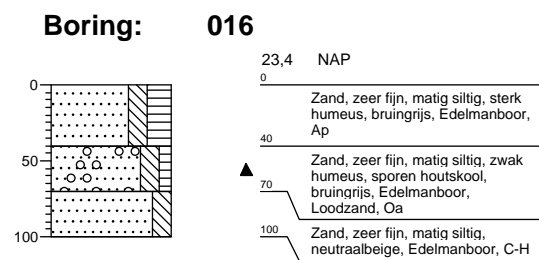 Boring: 016
23,4 NAP
0
0
Zand, zeer fijn, matig siltig, sterk
humeus, bruingrijs, Edelmanboor,
Ap
40
50
Zand, zeer fijn, matig siltig, zwak
humeus, sporen houtskool,
bruingrijs, Edelmanboor,
Loodzand, Oa
70
100
100
Zand, zeer fijn, matig siltig,
neutraalbeige, Edelmanboor, C-H